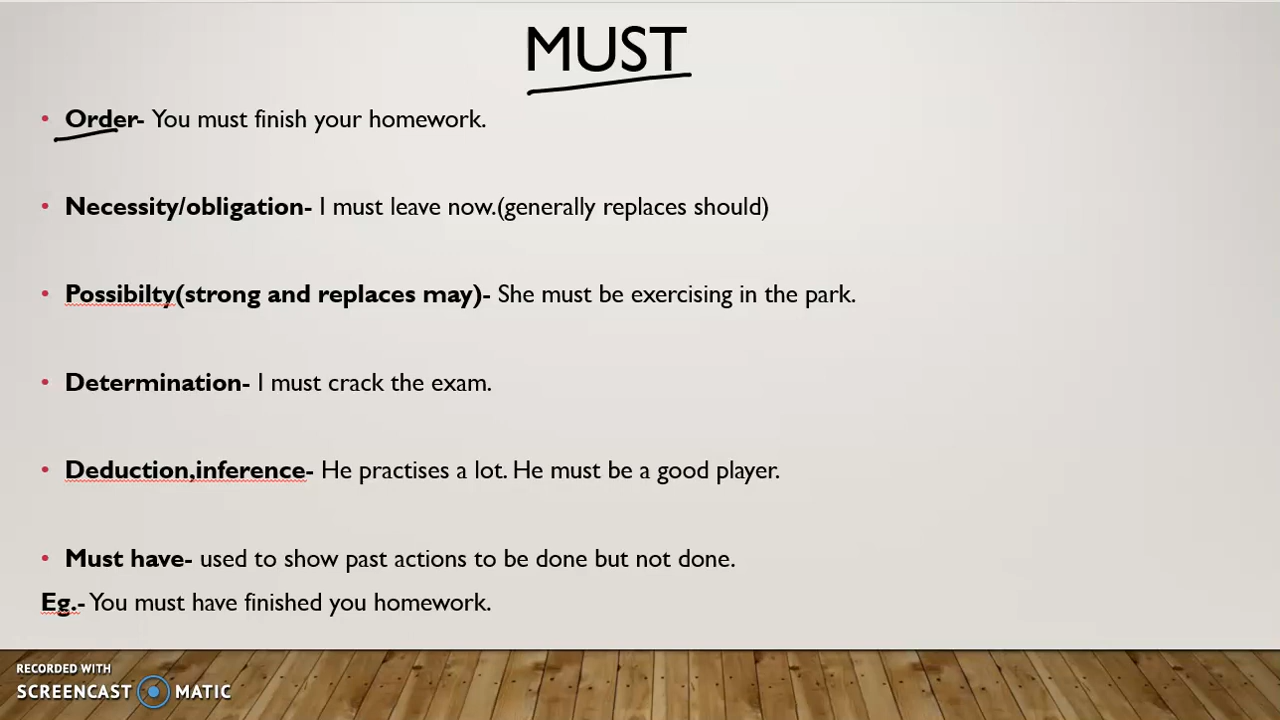 MUST
• Order- You must finish your homework.
• Necessity/obligation- I must leave now.(generally replaces should)
• Possibilty(strong and replaces may)- She must be exercising in the park.
• Determination- I must crack the exam.
• Deduction,inference- He practises a lot. He must be a good player.
• Must have- used to show past actions to be done but not done.
Eg.- You must have finished you homework.
RECORDED WITH
SCREENCAST MATIC